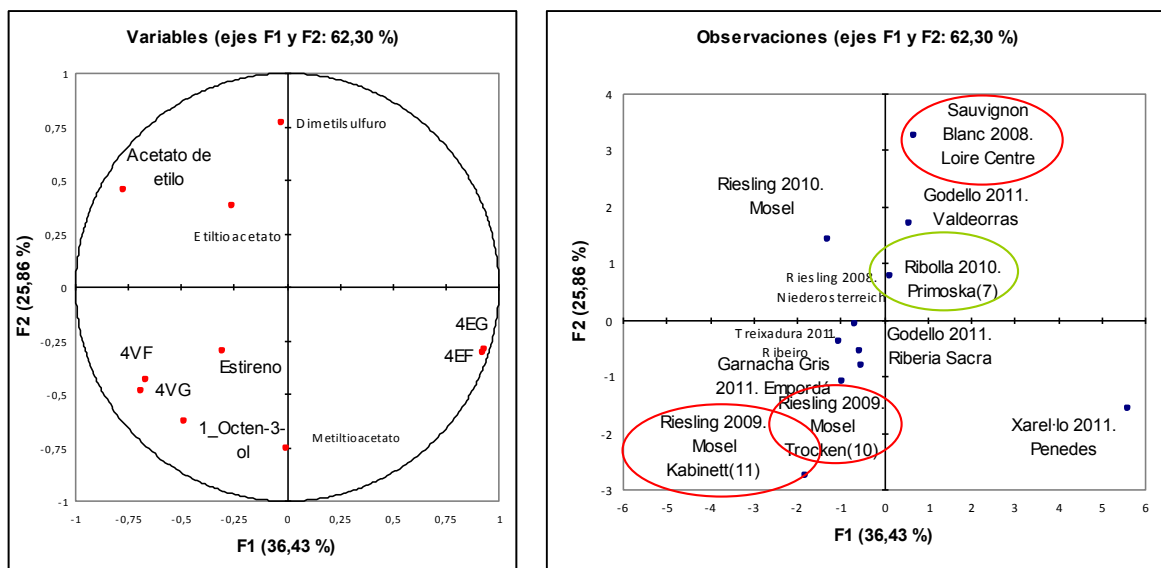 Variables (ejes F1 y F2: 62,30 %)
1
0,75
0,5
0,25
0
-0,25
-0,5
-0,75
-1
-1
-0,75
-0,5
-0,25
0
0,25
0,5
0,75
1
F2 (25,86 %)
F1 (36,43 %)
Dimetilsulfuro
Acetato de
etilo
Etiltioacetato
4EG
4EF
4VF
Estireno
4VG
1_Octen-3-
ol
Metiltioacetato
Observaciones (ejes F1 y F2: 62,30 %)
4
3
2
1
0
-1
-2
-3
-6
-5
-4
-3
-2
-1
0
1
2
3
4
5
6
F2 (25,86 %)
F1 (36,43 %)
Sauvignon
Blanc 2008.
Loire Centre
Riesling 2010.
Mosel
Godello 2011.
Valdeorras
Ribolla 2010.
Primoska(7)
Riesling 2008.
Niederosterreich
Treixadura 2011
Ribeiro
Godello 2011.
Riberia Sacra
Garnacha Gris
2011. Empordá
Riesling 2009.
Mosel
Trocken(10)
Riesling 2009.
Mosel
Kabinett(11)
Xarel·lo 2011.
Penedes